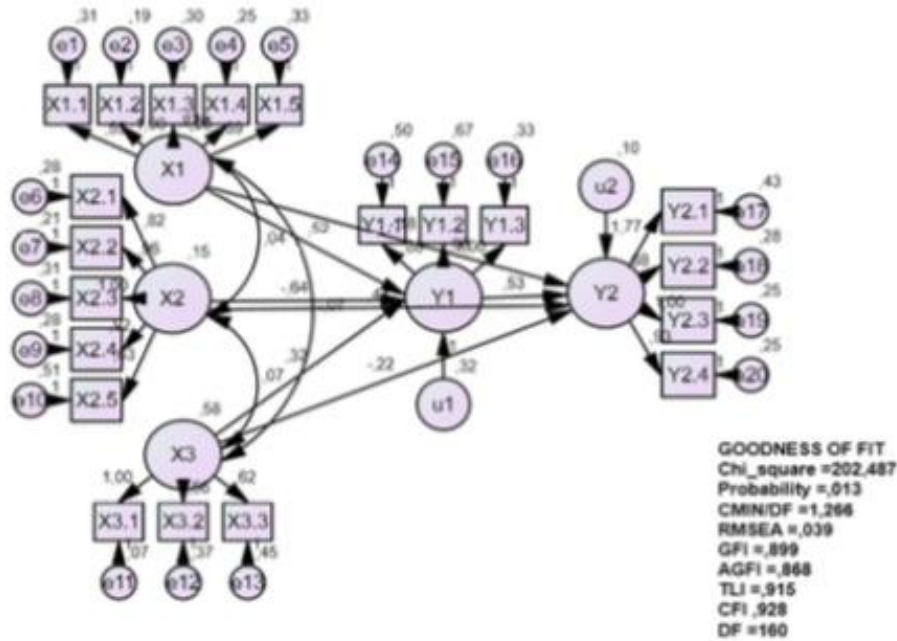 ,31 ,19 ,30 ,25 ,33
e1 e2 e3 e4 e5
X1.1 X1.2 X1.3 X1.4 X1.5
X1
,50 ,67 ,33
e14 e15 e16
Y1.2 Y1.3
,10
u2
,28
e6 1 X2.1
,21
e7 1 X2.2
,31
e8 1 X2.3
,28
e9 1 X2.4
,51
e10 1 X2.5
,82
,15
X2
,04
,52
-,64
,07
,32
,07
-,22
Y1
,53
Y2
1,77
,32
u1
Y2.1 ,43 e17
Y2.2 ,28 e18
Y2.3 ,25 e19
Y2.4 ,25 e20
,58
X3
1,00 ,62
X3.1 X3.2 X3.3
,07 ,37 ,45
e11 e12 e13
GOODNESS OF FIT
Chi_square =202,487
Probability =,013
CMIN/DF =1,266
RMSEA =,039
GFI =,899
AGFI =,868
TLI =,915
CFI ,928
DF =160